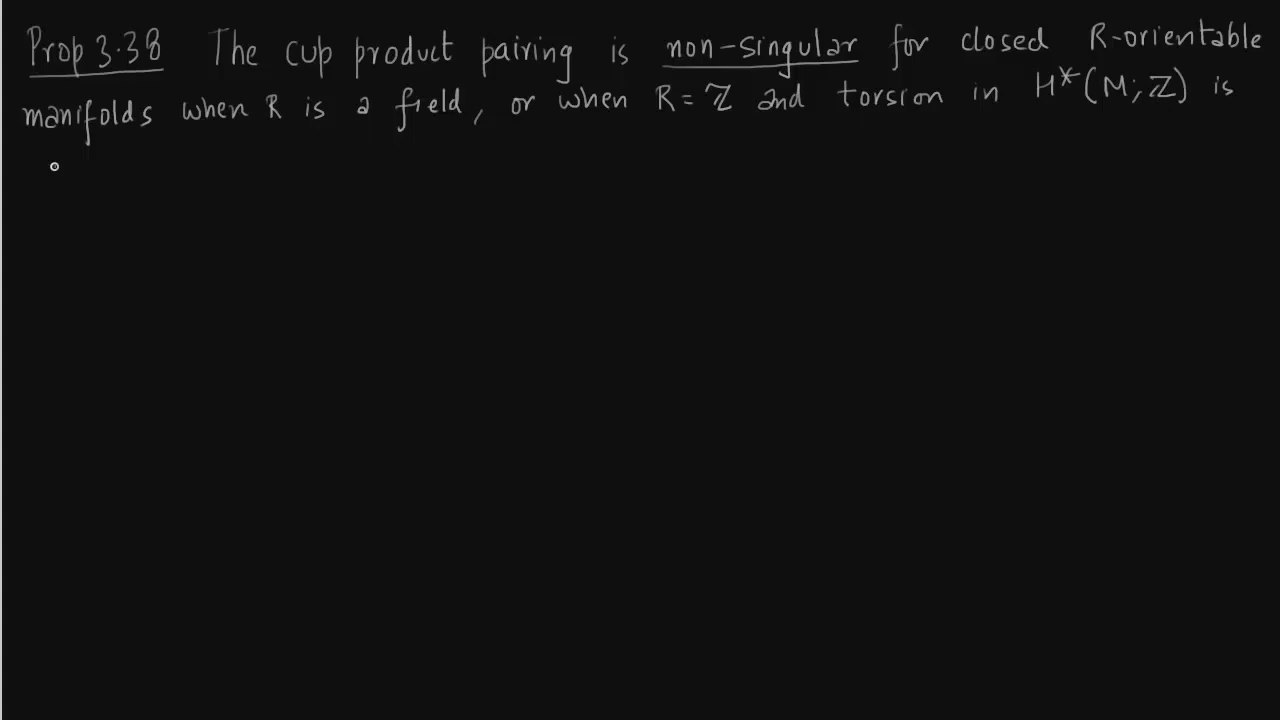 Prop 3.38 The cup product pairing is non-singular for closed R-orientable
manifolds when R is a field, or when R = ℤ and torsion in H*(M; ℤ) is